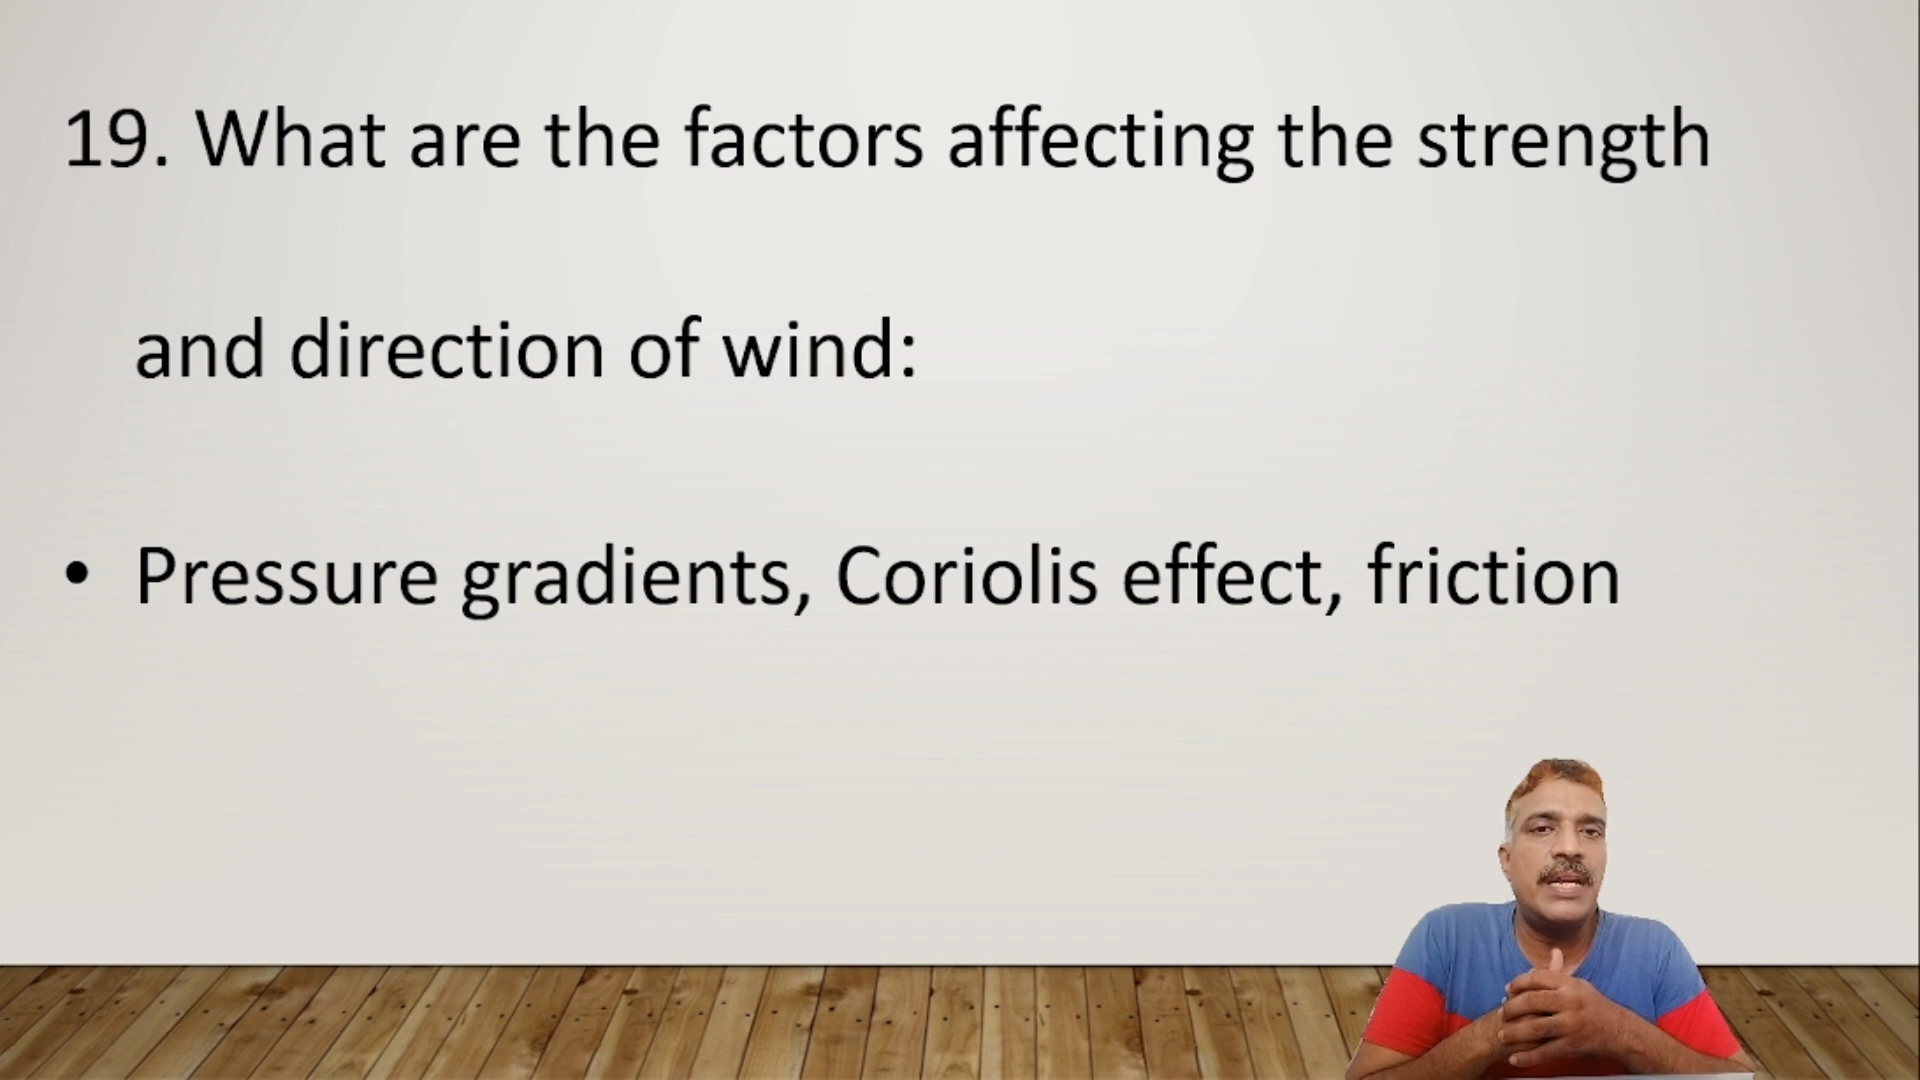 19. What are the factors affecting the strength
and direction of wind:
• Pressure gradients, Coriolis effect, friction